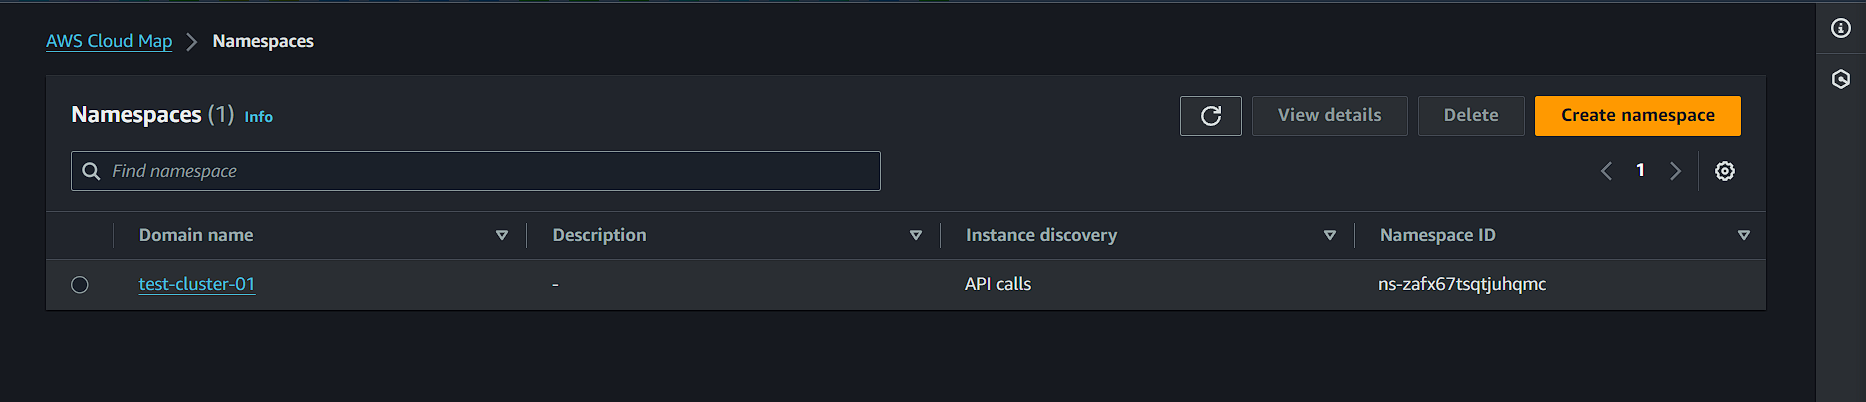 AWS Cloud Map > Namespaces
Namespaces (1) Info
View details
Delete
Create namespace
Find namespace
1
Domain name Description Instance discovery Namespace ID
test-cluster-01 - API calls ns-zafx67tsqtjuhqmc